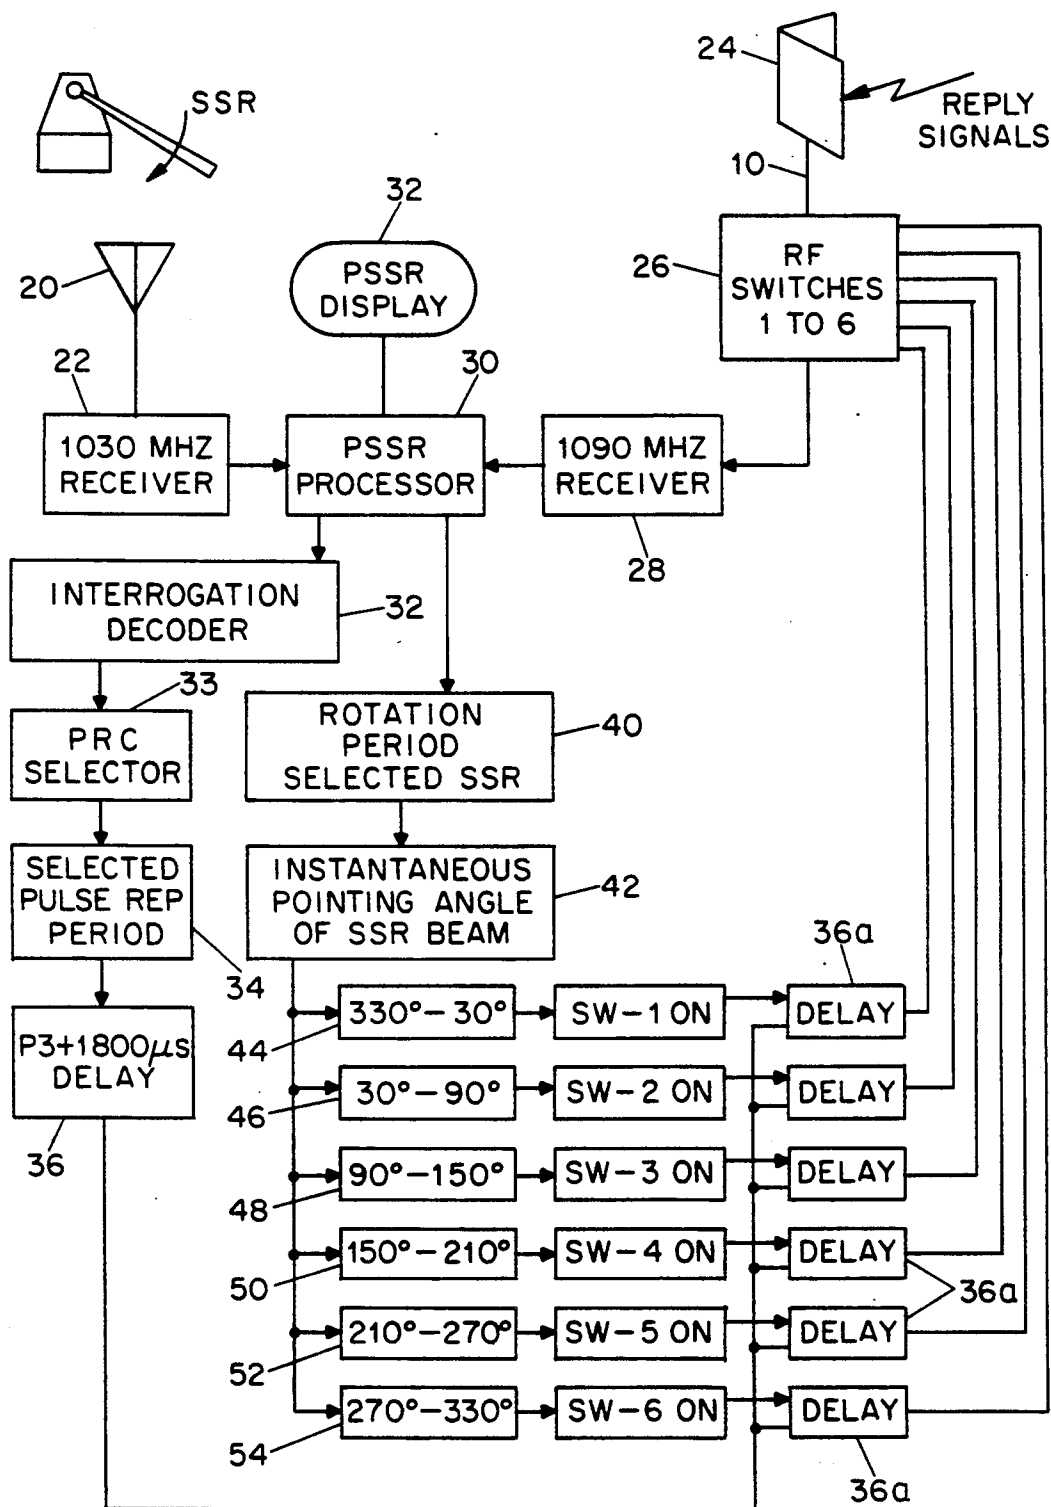 24
SSR
REPLY
SIGNALS
10
32
20
PSSR
DISPLAY
26
RF
SWITCHES
1 TO 6
22
30
1030 MHZ
RECEIVER
PSSR
PROCESSOR
1090 MHZ
RECEIVER
28
INTERROGATION
DECODER
32
33
PRC
SELECTOR
ROTATION
PERIOD
SELECTED SSR
40
SELECTED
PULSE REP
PERIOD
34
INSTANTANEOUS
POINTING ANGLE
OF SSR BEAM
42
36a
P3+1800μs
DELAY
36
330°-30°
SW-1 ON
DELAY
44
30°-90°
SW-2 ON
DELAY
46
90°-150°
SW-3 ON
DELAY
48
150°-210°
SW-4 ON
DELAY
50
36a
210°-270°
SW-5 ON
DELAY
52
270°-330°
SW-6 ON
DELAY
54
36a